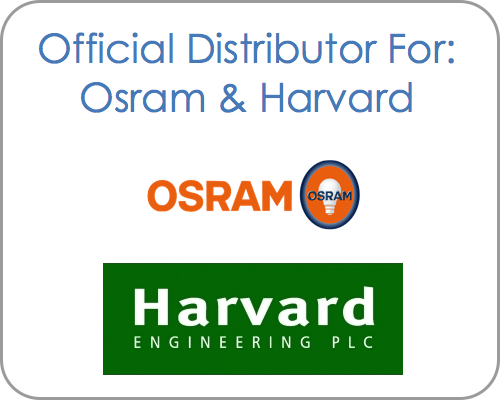 Official Distributor For:
Osram & Harvard
OSRAM
OSRAM
Harvard
ENGINEERING PLC